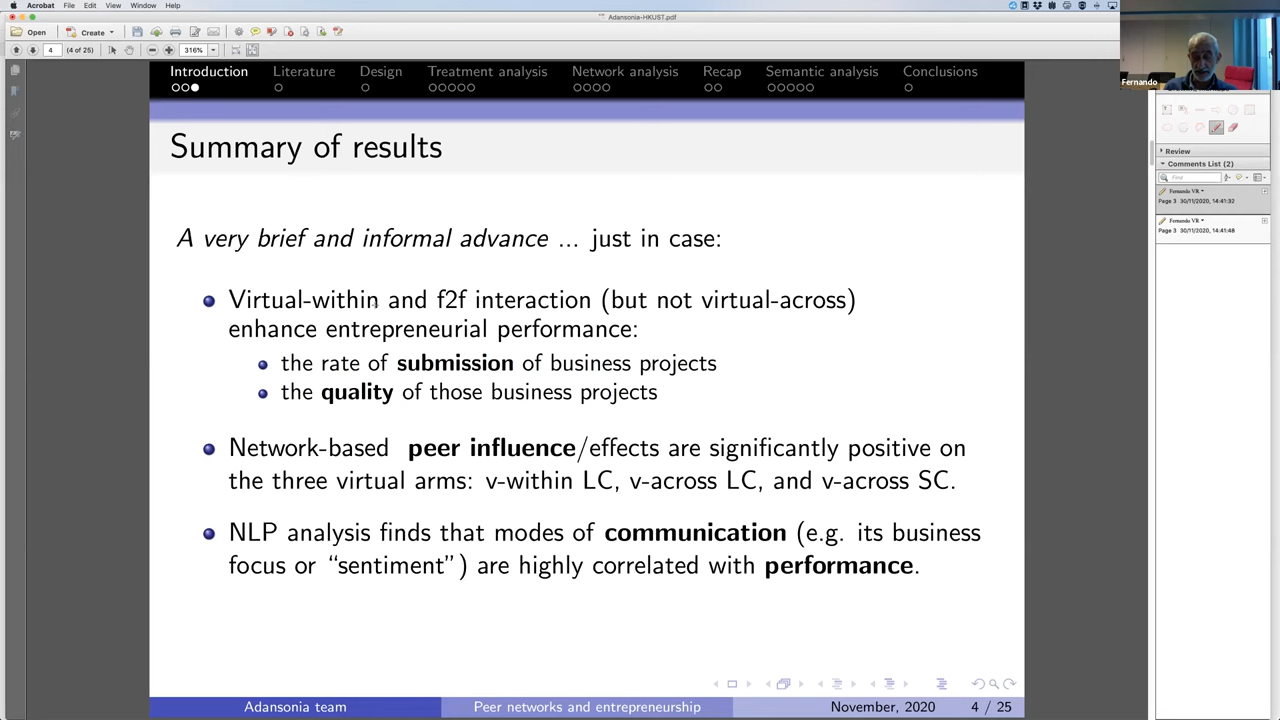 Acrobat File Edit View Window Help
Adansonia-HKUST.pdf
Open Create
4 (4 of 25) 316%
Introduction Literature Design Treatment analysis Network analysis Recap Semantic analysis Conclusions
Fernando
Summary of results
A very brief and informal advance ... just in case:
Virtual-within and f2f interaction (but not virtual-across)
enhance entrepreneurial performance:
the rate of submission of business projects
the quality of those business projects
Network-based peer influence/effects are significantly positive on
the three virtual arms: v-within LC, v-across LC, and v-across SC.
NLP analysis finds that modes of communication (e.g. its business
focus or “sentiment”) are highly correlated with performance.
Adansonia team Peer networks and entrepreneurship November, 2020 4 / 25
Review
Comments List (2)
Find
Fernando VR
Page 3 30/11/2020, 14:41:32
Fernando VR
Page 3 30/11/2020, 14:41:48